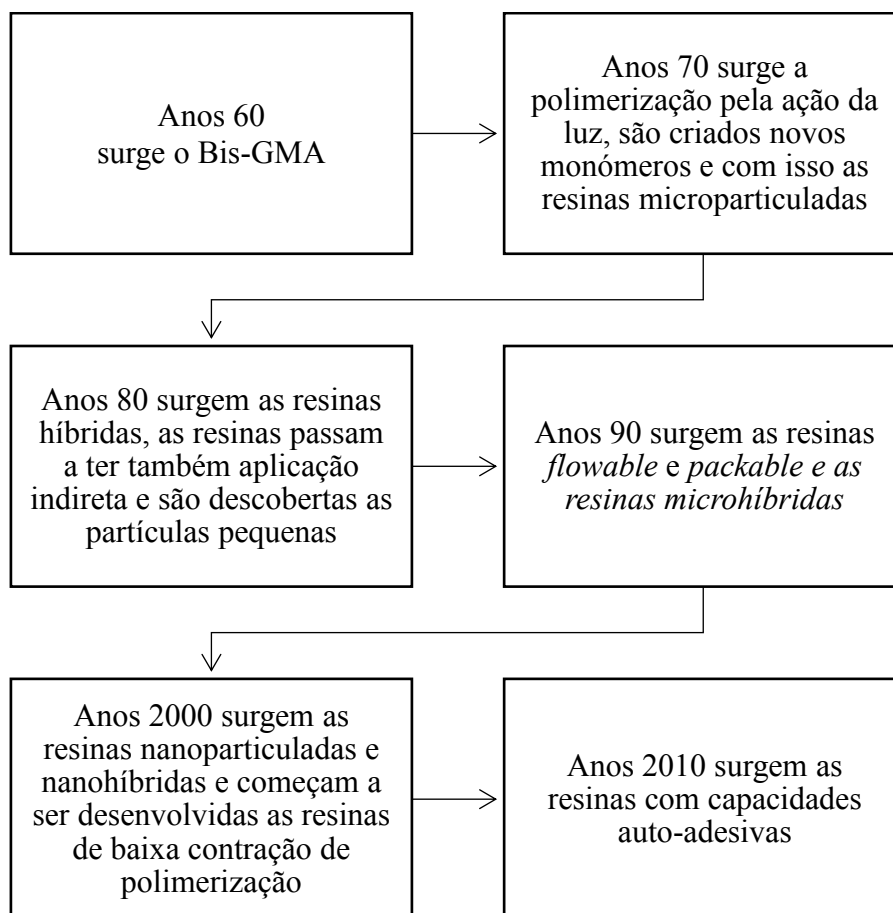 Anos 60
surge o Bis-GMA
Anos 70 surge a
polimerização pela ação da
luz, são criados novos
monómeros e com isso as
resinas microparticuladas
Anos 80 surgem as resinas
híbridas, as resinas passam
a ter também aplicação
indireta e são descobertas as
partículas pequenas
Anos 90 surgem as resinas
flowable e packable e as
resinas microhíbridas
Anos 2000 surgem as
resinas nanoparticuladas e
nanohíbridas e começam a
ser desenvolvidas as resinas
de baixa contração de
polimerização
Anos 2010 surgem as
resinas com capacidades
auto-adesivas